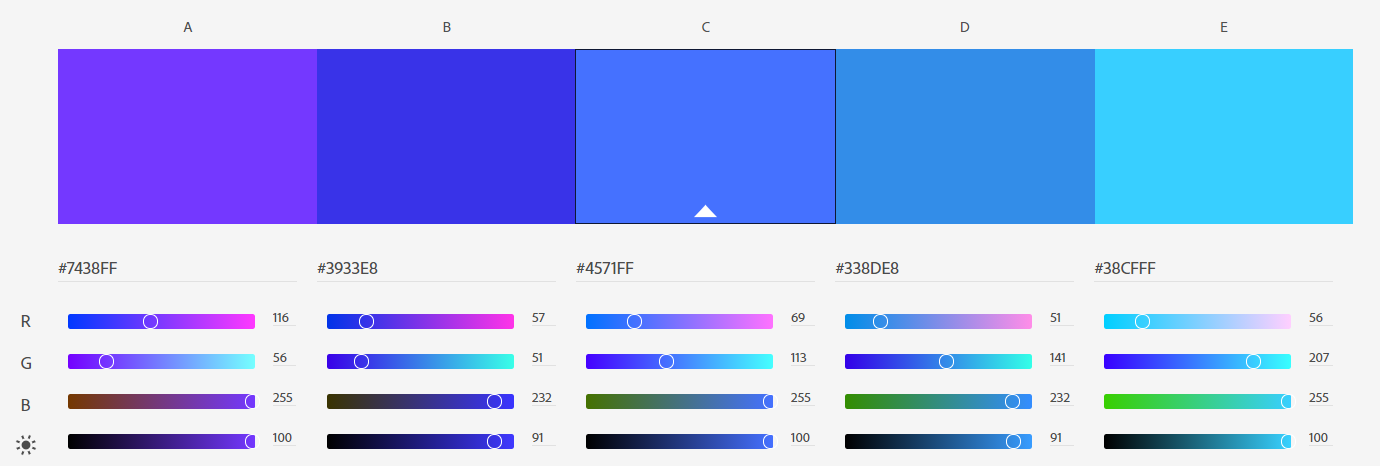 A B C D E
#7438FF #3933E8 #4571FF #338DE8 #38CFFF
R 116 57 69 51 56
G 56 51 113 141 207
B 255 232 255 232 255
100 91 100 91 100